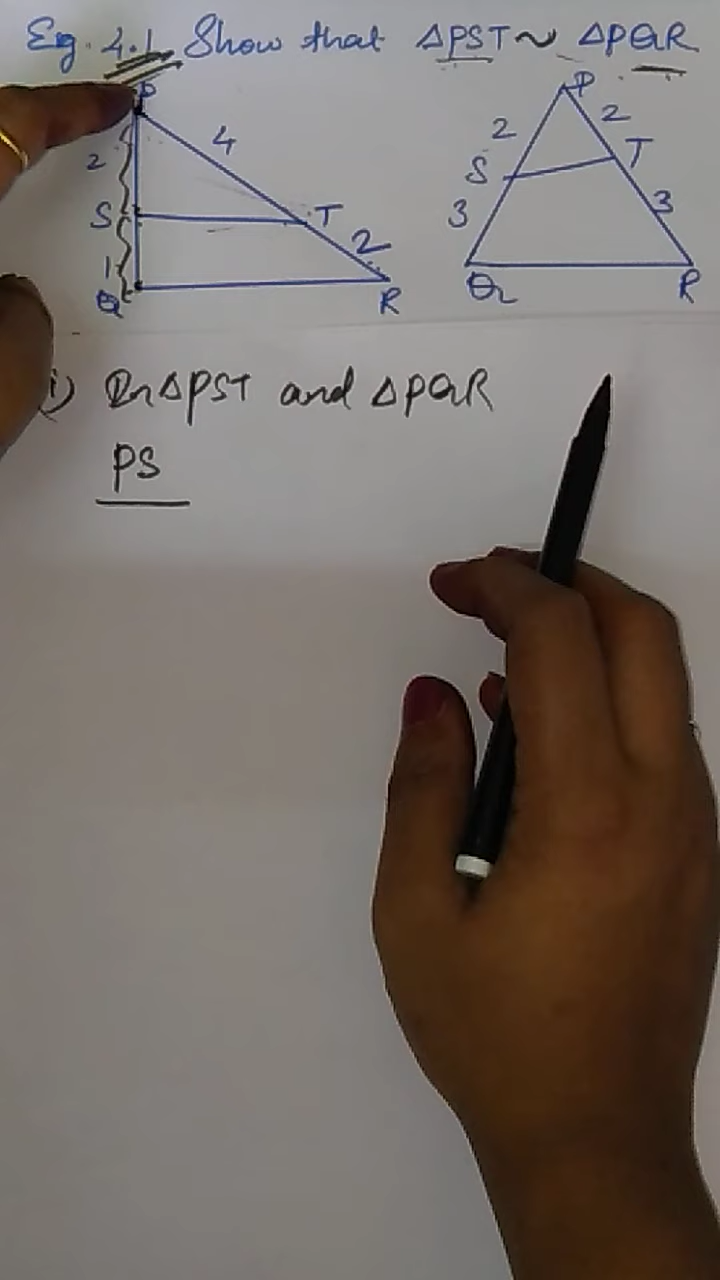 Eg. 4.1 Show that ΔPST ~ ΔPQR
P
4
2
S
T
2
1
Q
R
P
2
2
S
T
3
3
Q
R
i) In ΔPST and ΔPQR
PS